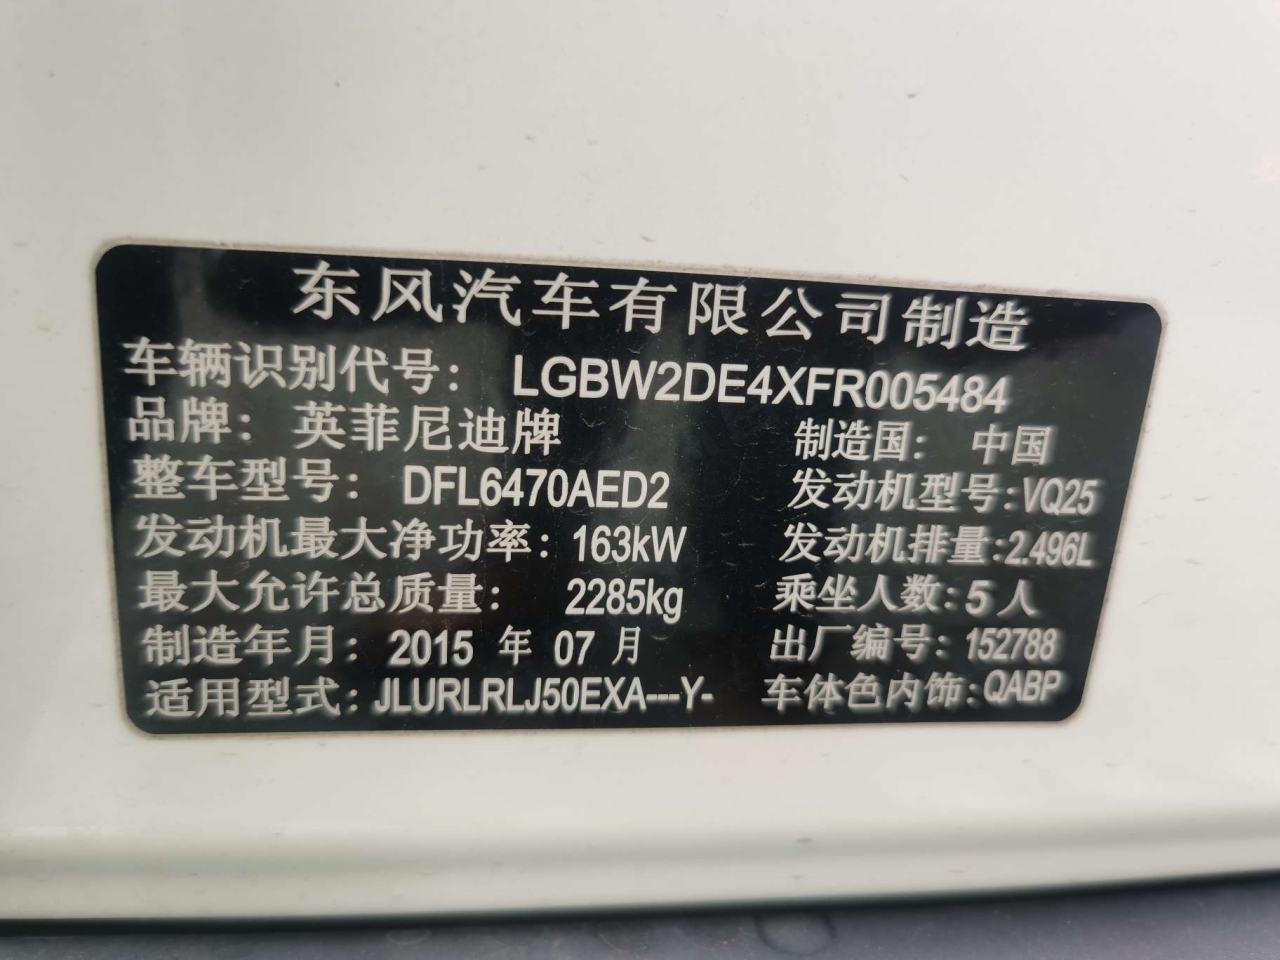 东风汽车有限公司制造
车辆识别代号： LGBW2DE4XFR005484
品牌： 英菲尼迪牌 制造国： 中国
整车型号： DFL6470AED2 发动机型号:VQ25
发动机最大净功率: 163kW 发动机排量:2.496L
最大允许总质量: 2285kg 乘坐人数:5人
制造年月: 2015 年 07 月 出厂编号: 152788
适用型式: JLURLRLJ50EXA---Y- 车体色内饰:QABP